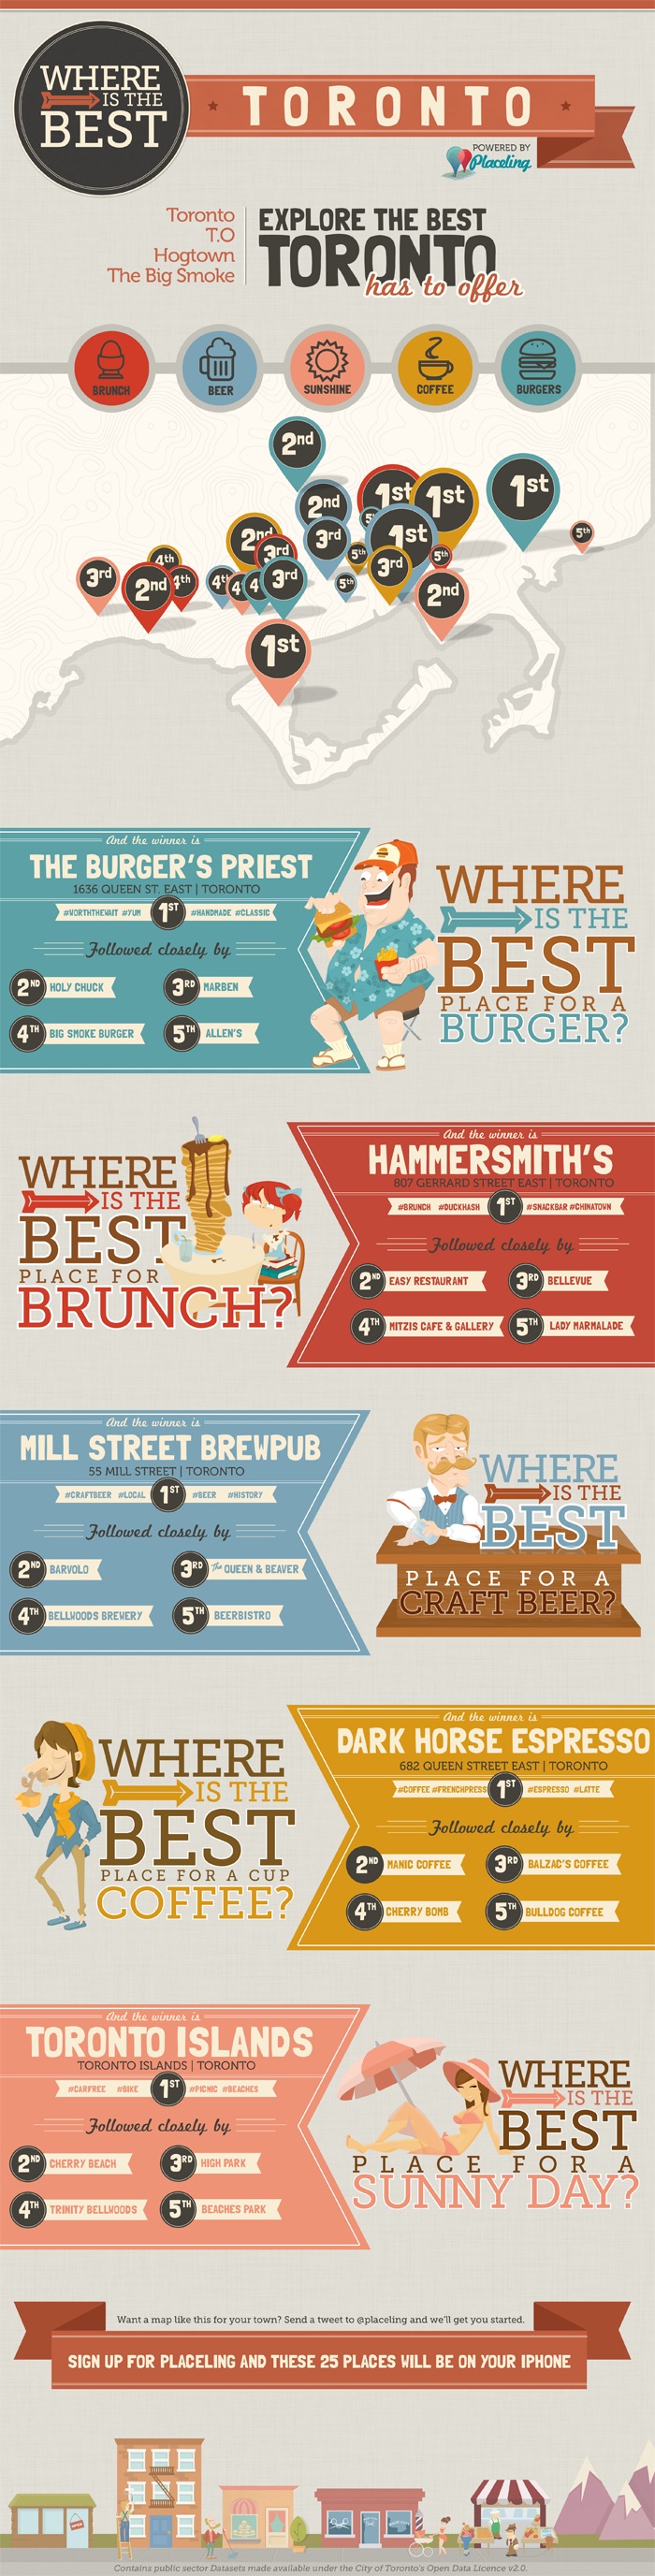 WHERE
IS THE
BEST
TORONTO
POWERED BY
Placeling
Toronto
T.O
Hogtown
The Big Smoke
EXPLORE THE BEST
TORONTO
has to offer
BRUNCH
BEER
SUNSHINE
COFFEE
BURGERS
2nd
1st
1st
1st
2nd
5th
2nd
3rd
1st
3rd
5th
5th
4th
3rd
2nd
4th
4th
3rd
5th
3rd
2nd
1st
And the winner is
THE BURGER'S PRIEST
1636 QUEEN ST. EAST | TORONTO
#WORTHTHEWAIT #YUM 1ST #HANDMADE #CLASSIC
Followed closely by
2ND HOLY CHUCK
3RD MARBEN
4TH BIG SMOKE BURGER
5TH ALLEN'S
WHERE
IS THE
BEST
PLACE FOR A
BURGER?
WHERE
IS THE
BEST
PLACE FOR
BRUNCH?
And the winner is
HAMMERSMITH'S
807 GERRARD STREET EAST | TORONTO
#BRUNCH #DUCKHASH 1ST #SNACKBAR #CHINATOWN
Followed closely by
2ND EASY RESTAURANT
3RD BELLEVUE
4TH MITZIS CAFE & GALLERY
5TH LADY MARMALADE
And the winner is
MILL STREET BREWPUB
55 MILL STREET | TORONTO
#CRAFTBEER #LOCAL 1ST #BEER #HISTORY
Followed closely by
2ND BARVOLO
3RD The QUEEN & BEAVER
4TH BELLWOODS BREWERY
5TH BEERBISTRO
WHERE
IS THE
BEST
PLACE FOR A
CRAFT BEER?
WHERE
IS THE
BEST
PLACE FOR A CUP
COFFEE?
And the winner is
DARK HORSE ESPRESSO
682 QUEEN STREET EAST | TORONTO
#COFFEE #FRENCHPRESS 1ST #ESPRESSO #LATTE
Followed closely by
2ND MANIC COFFEE
3RD BALZAC'S COFFEE
4TH CHERRY BOMB
5TH BULLDOG COFFEE
And the winner is
TORONTO ISLANDS
TORONTO ISLANDS | TORONTO
#CARFREE #BIKE 1ST #PICNIC #BEACHES
Followed closely by
2ND CHERRY BEACH
3RD HIGH PARK
4TH TRINITY BELLWOODS
5TH BEACHES PARK
WHERE
IS THE
BEST
PLACE FOR A
SUNNY DAY?
Want a map like this for your town? Send a tweet to @placeling and we'll get you started.
SIGN UP FOR PLACELING AND THESE 25 PLACES WILL BE ON YOUR IPHONE
Contains public sector Datasets made available under the City of Toronto's Open Data Licence v2.0.